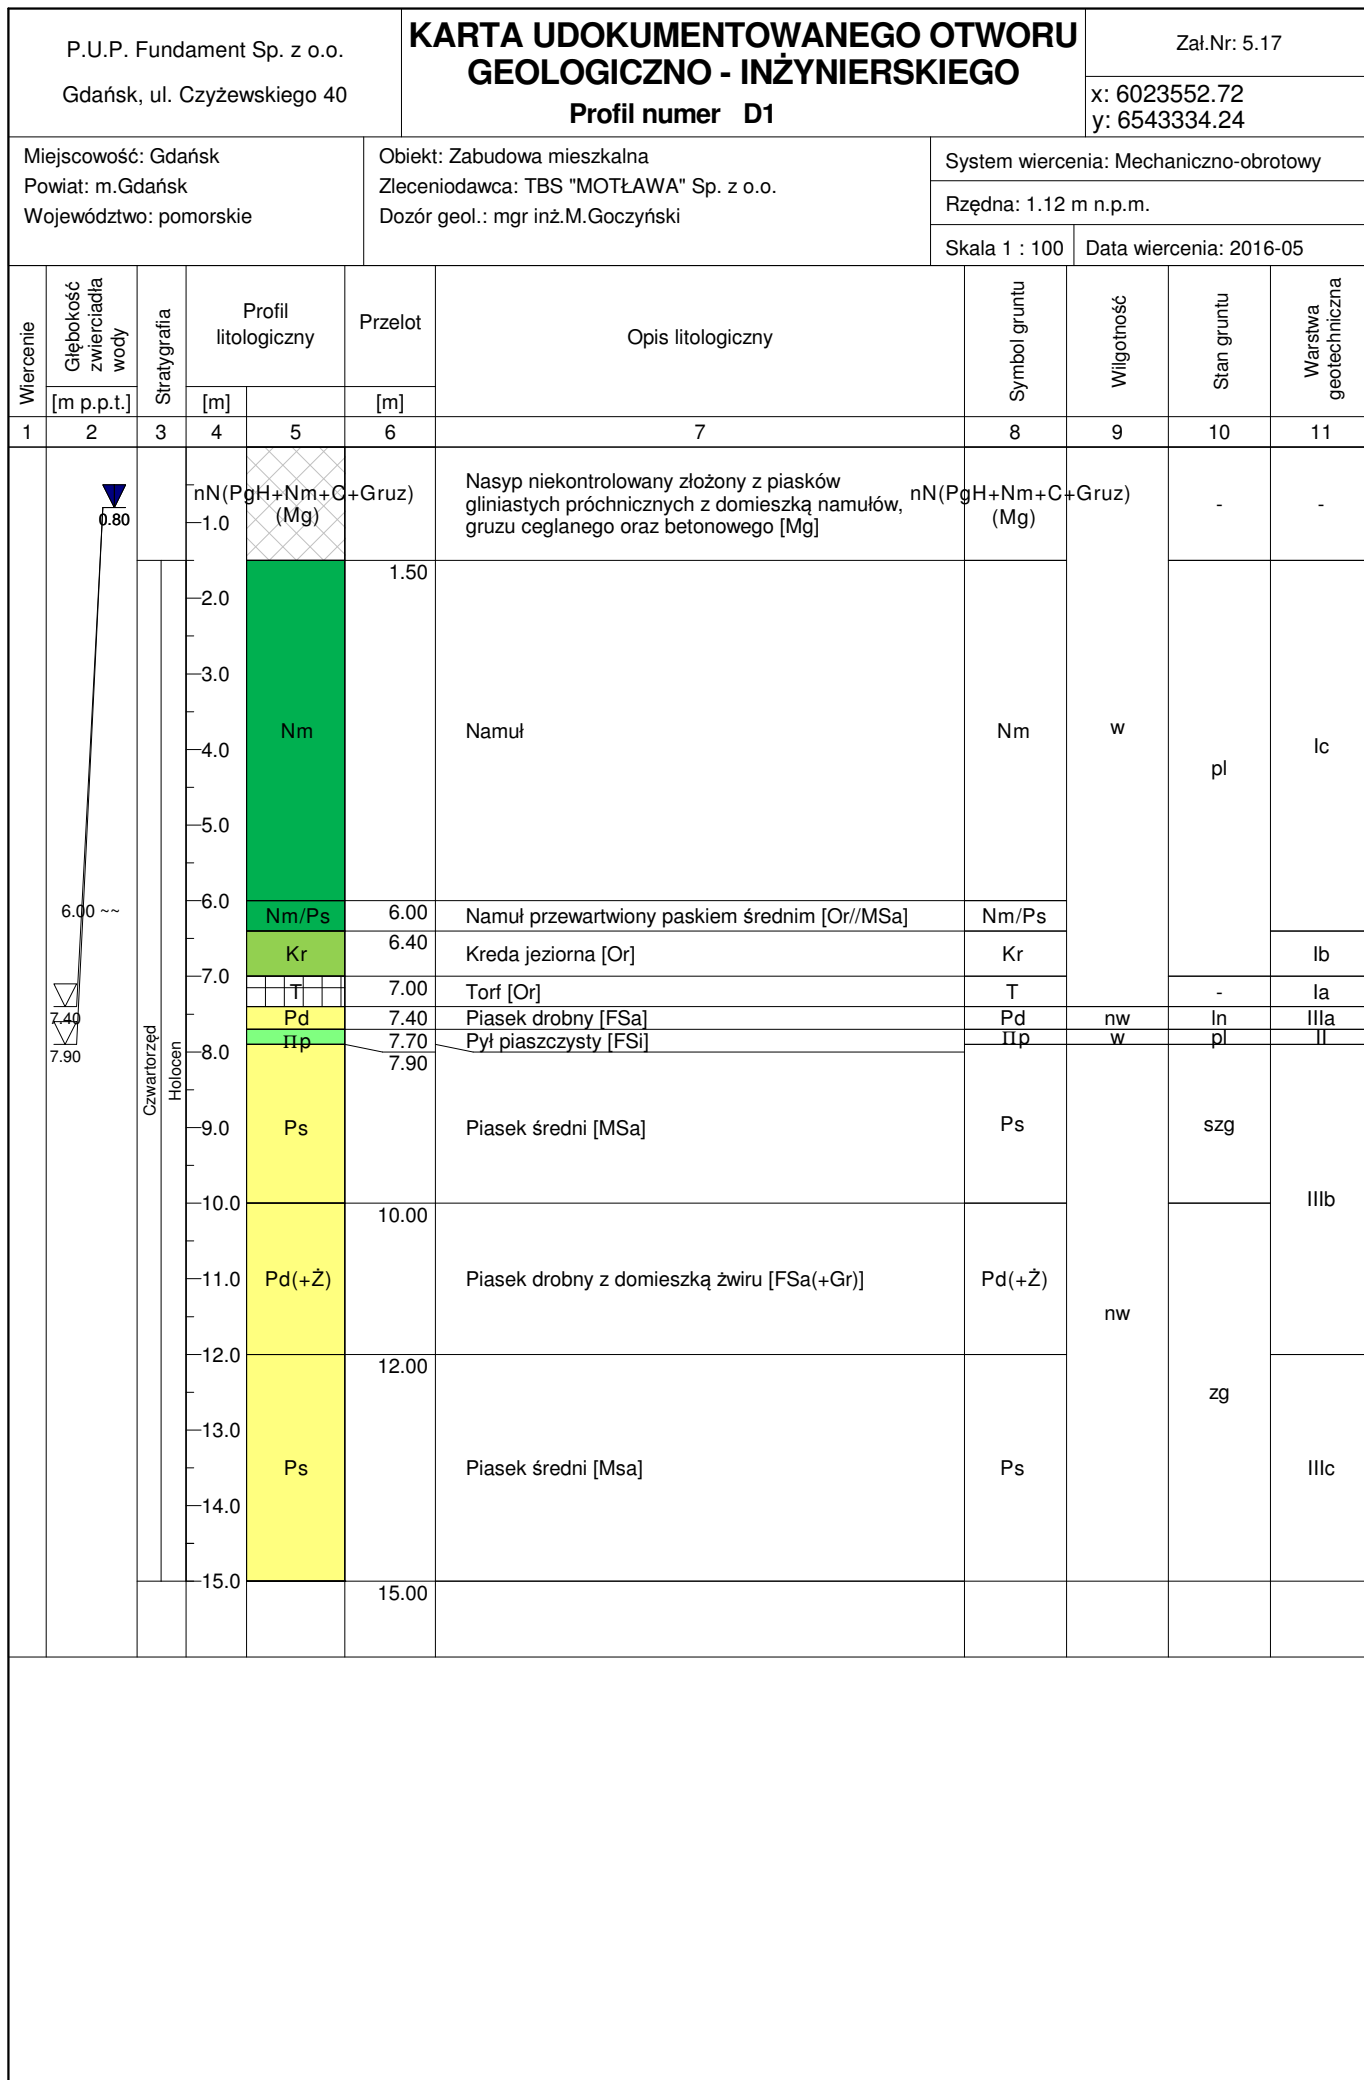 P.U.P. Fundament Sp. z o.o.
Gdańsk, ul. Czyżewskiego 40
KARTA UDOKUMENTOWANEGO OTWORU
GEOLOGICZNO - INŻYNIERSKIEGO
Profil numer D1
Zał.Nr: 5.17
x: 6023552.72
y: 6543334.24
Miejscowość: Gdańsk
Powiat: m.Gdańsk
Województwo: pomorskie
Obiekt: Zabudowa mieszkalna
Zleceniodawca: TBS "MOTŁAWA" Sp. z o.o.
Dozór geol.: mgr inż.M.Goczyński
System wiercenia: Mechaniczno-obrotowy
Rzędna: 1.12 m n.p.m.
Skala 1 : 100
Data wiercenia: 2016-05
Wiercenie
Głębokość
zwierciadła
wody
[m p.p.t.]
Stratygrafia
Profil
litologiczny
[m]
Przelot
[m]
Opis litologiczny
Symbol gruntu
Wilgotność
Stan gruntu
Warstwa
geotechniczna
1 2 3 4 5 6 7 8 9 10 11
0.80
6.00 ~~
7.40
7.90
Czwartorzęd
Holocen
1.0
2.0
3.0
4.0
5.0
6.0
7.0
8.0
9.0
10.0
11.0
12.0
13.0
14.0
15.0
nN(PgH+Nm+C+Gruz)
(Mg)
Nasyp niekontrolowany złożony z piasków
gliniastych próchnicznych z domieszką namułów,
gruzu ceglanego oraz betonowego [Mg]
nN(PgH+Nm+C+Gruz)
(Mg)
- -
1.50
Nm Namuł Nm w pl Ic
Nm/Ps 6.00 Namuł przewartwiony paskiem średnim [Or//MSa] Nm/Ps
Kr 6.40 Kreda jeziorna [Or] Kr Ib
T 7.00 Torf [Or] T - Ia
Pd 7.40 Piasek drobny [FSa] Pd nw ln IIIa
Πp 7.70 Pył piaszczysty [FSi] Πp w pl II
7.90
Ps Piasek średni [MSa] Ps szg
IIIb
10.00
Pd(+Ż) Piasek drobny z domieszką żwiru [FSa(+Gr)] Pd(+Ż)
nw
12.00
zg
Ps Piasek średni [Msa] Ps IIIc
15.00